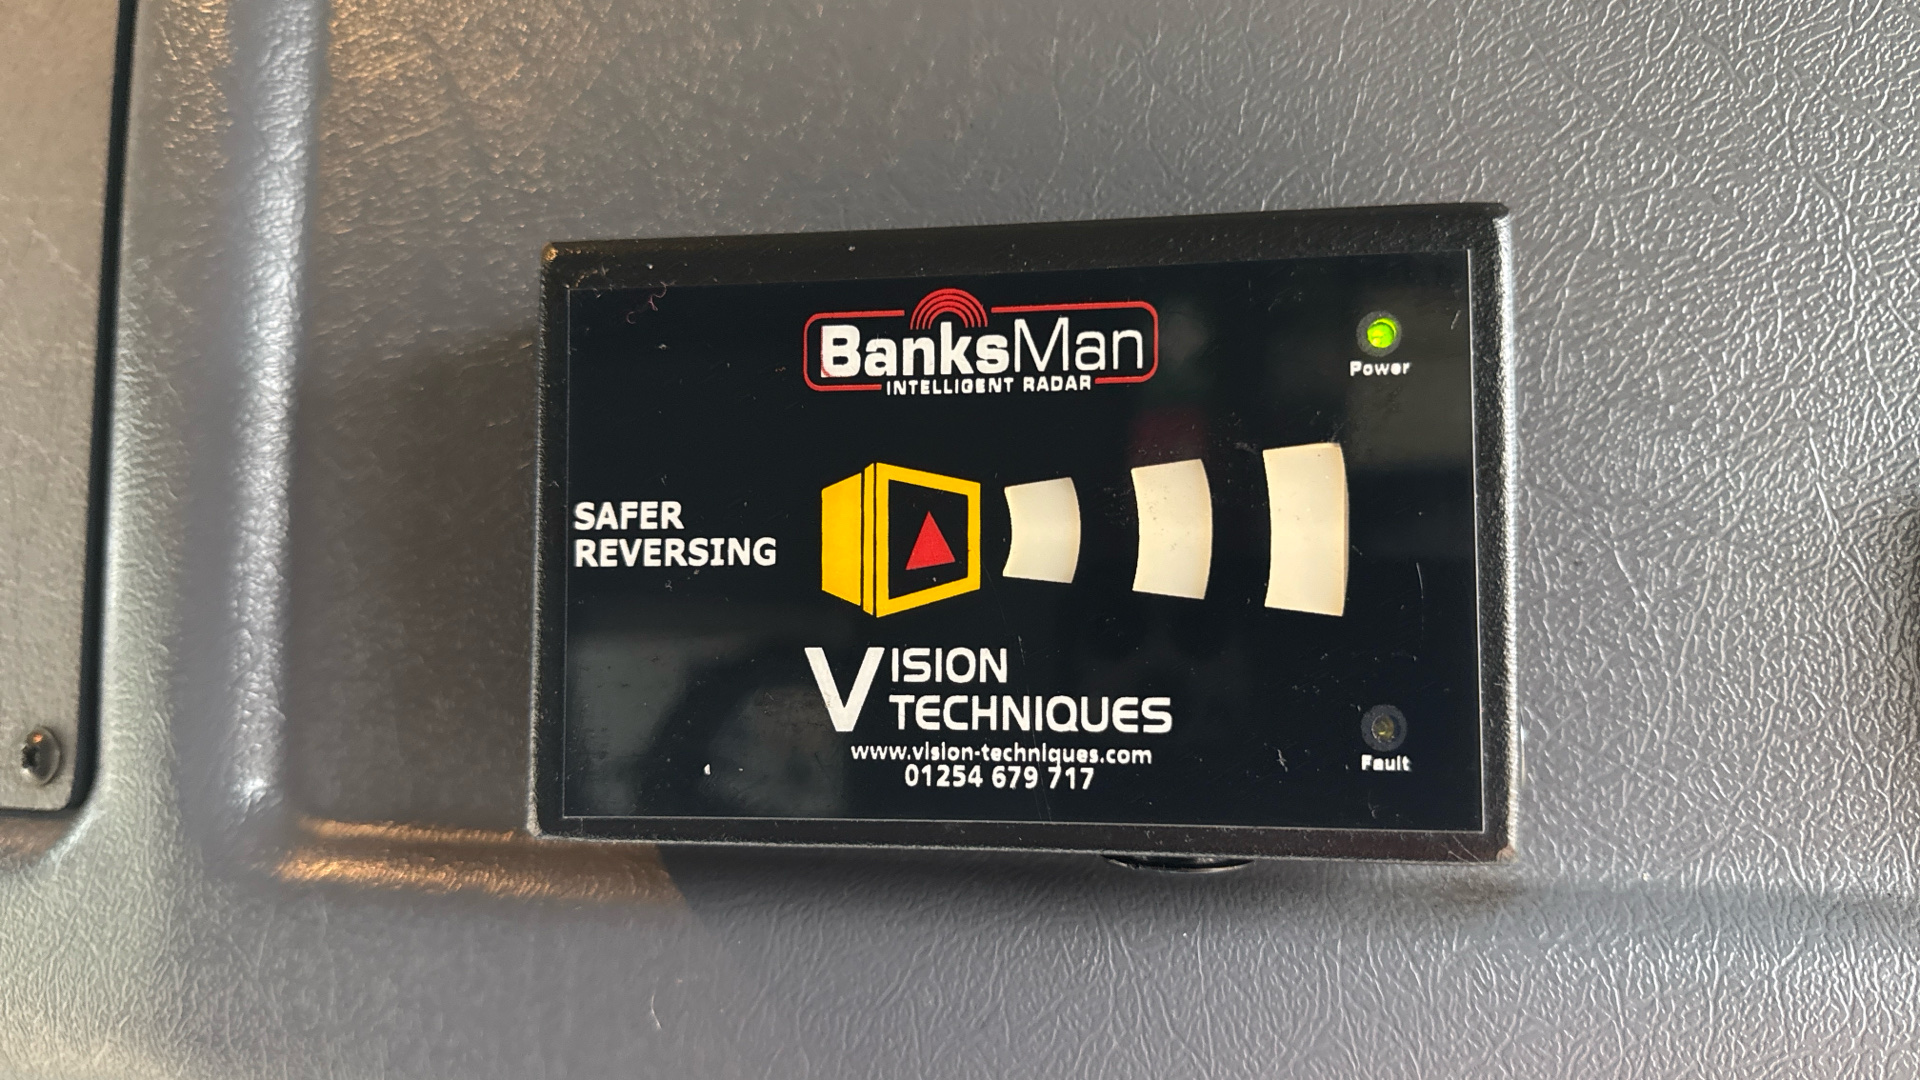 BanksMan
INTELLIGENT RADAR
Power
SAFER
REVERSING
VISION
TECHNIQUES
www.vision-techniques.com
01254 679 717
Fault